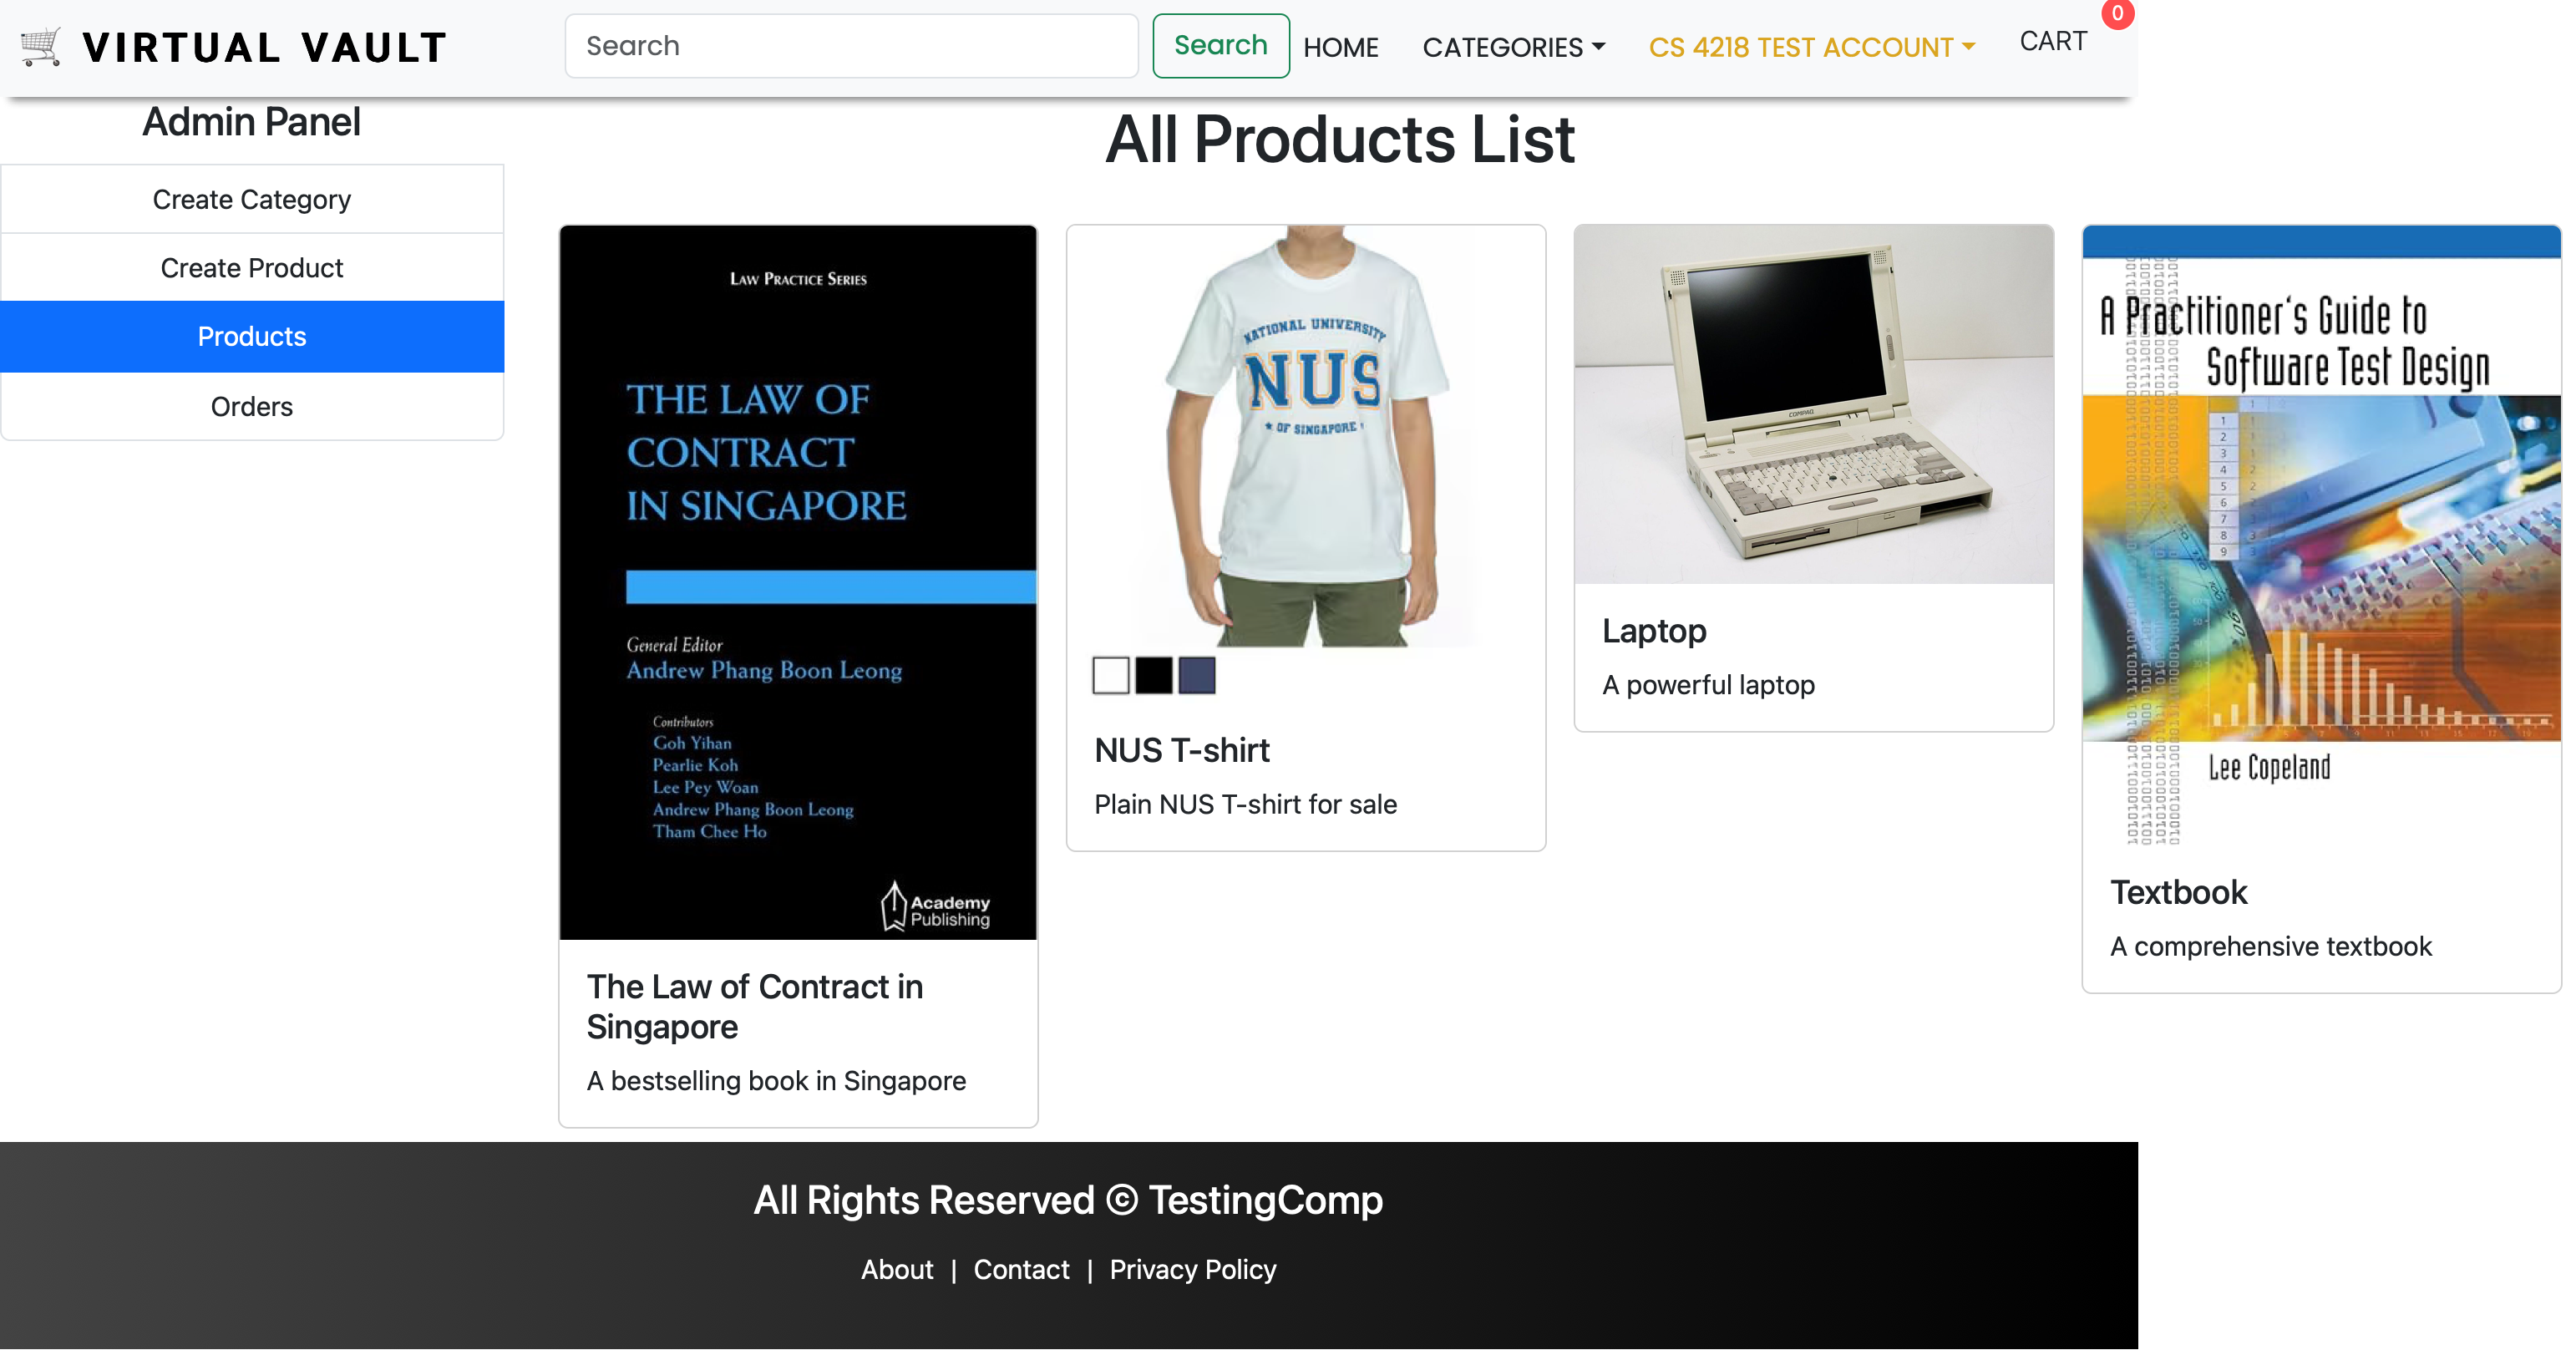 VIRTUAL VAULT
Search
Search
HOME
CATEGORIES
CS 4218 TEST ACCOUNT
CART
0
Admin Panel
Create Category
Create Product
Products
Orders
All Products List
LAW PRACTICE SERIES
THE LAW OF
CONTRACT
IN SINGAPORE
General Editor
Andrew Phang Boon Leong
Contributors
Goh Yihan
Pearlie Koh
Lee Pey Woan
Andrew Phang Boon Leong
Tham Chee Ho
Academy
Publishing
The Law of Contract in
Singapore
A bestselling book in Singapore
NATIONAL UNIVERSITY
NUS
★ OF SINGAPORE
NUS T-shirt
Plain NUS T-shirt for sale
COMPAQ
Laptop
A powerful laptop
A Practitioner's Guide to
Software Test Design
Lee Copeland
Textbook
A comprehensive textbook
All Rights Reserved © TestingComp
About | Contact | Privacy Policy